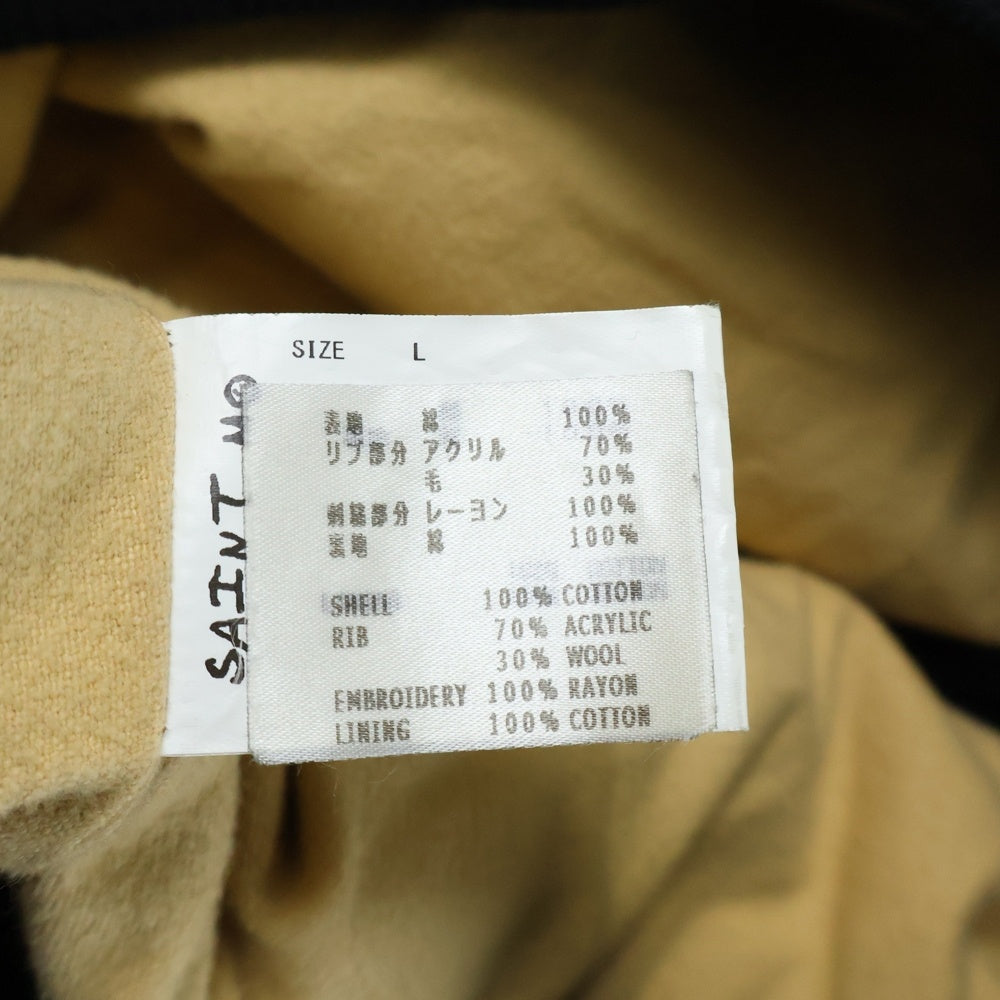 SIZE L
SAINT M
表地 綿 100%
リブ部分 アクリル 70%
毛 30%
刺繍部分 レーヨン 100%
裏地 綿 100%
SHELL 100% COTTON
RIB 70% ACRYLIC
30% WOOL
EMBROIDERY 100% RAYON
LINING 100% COTTON